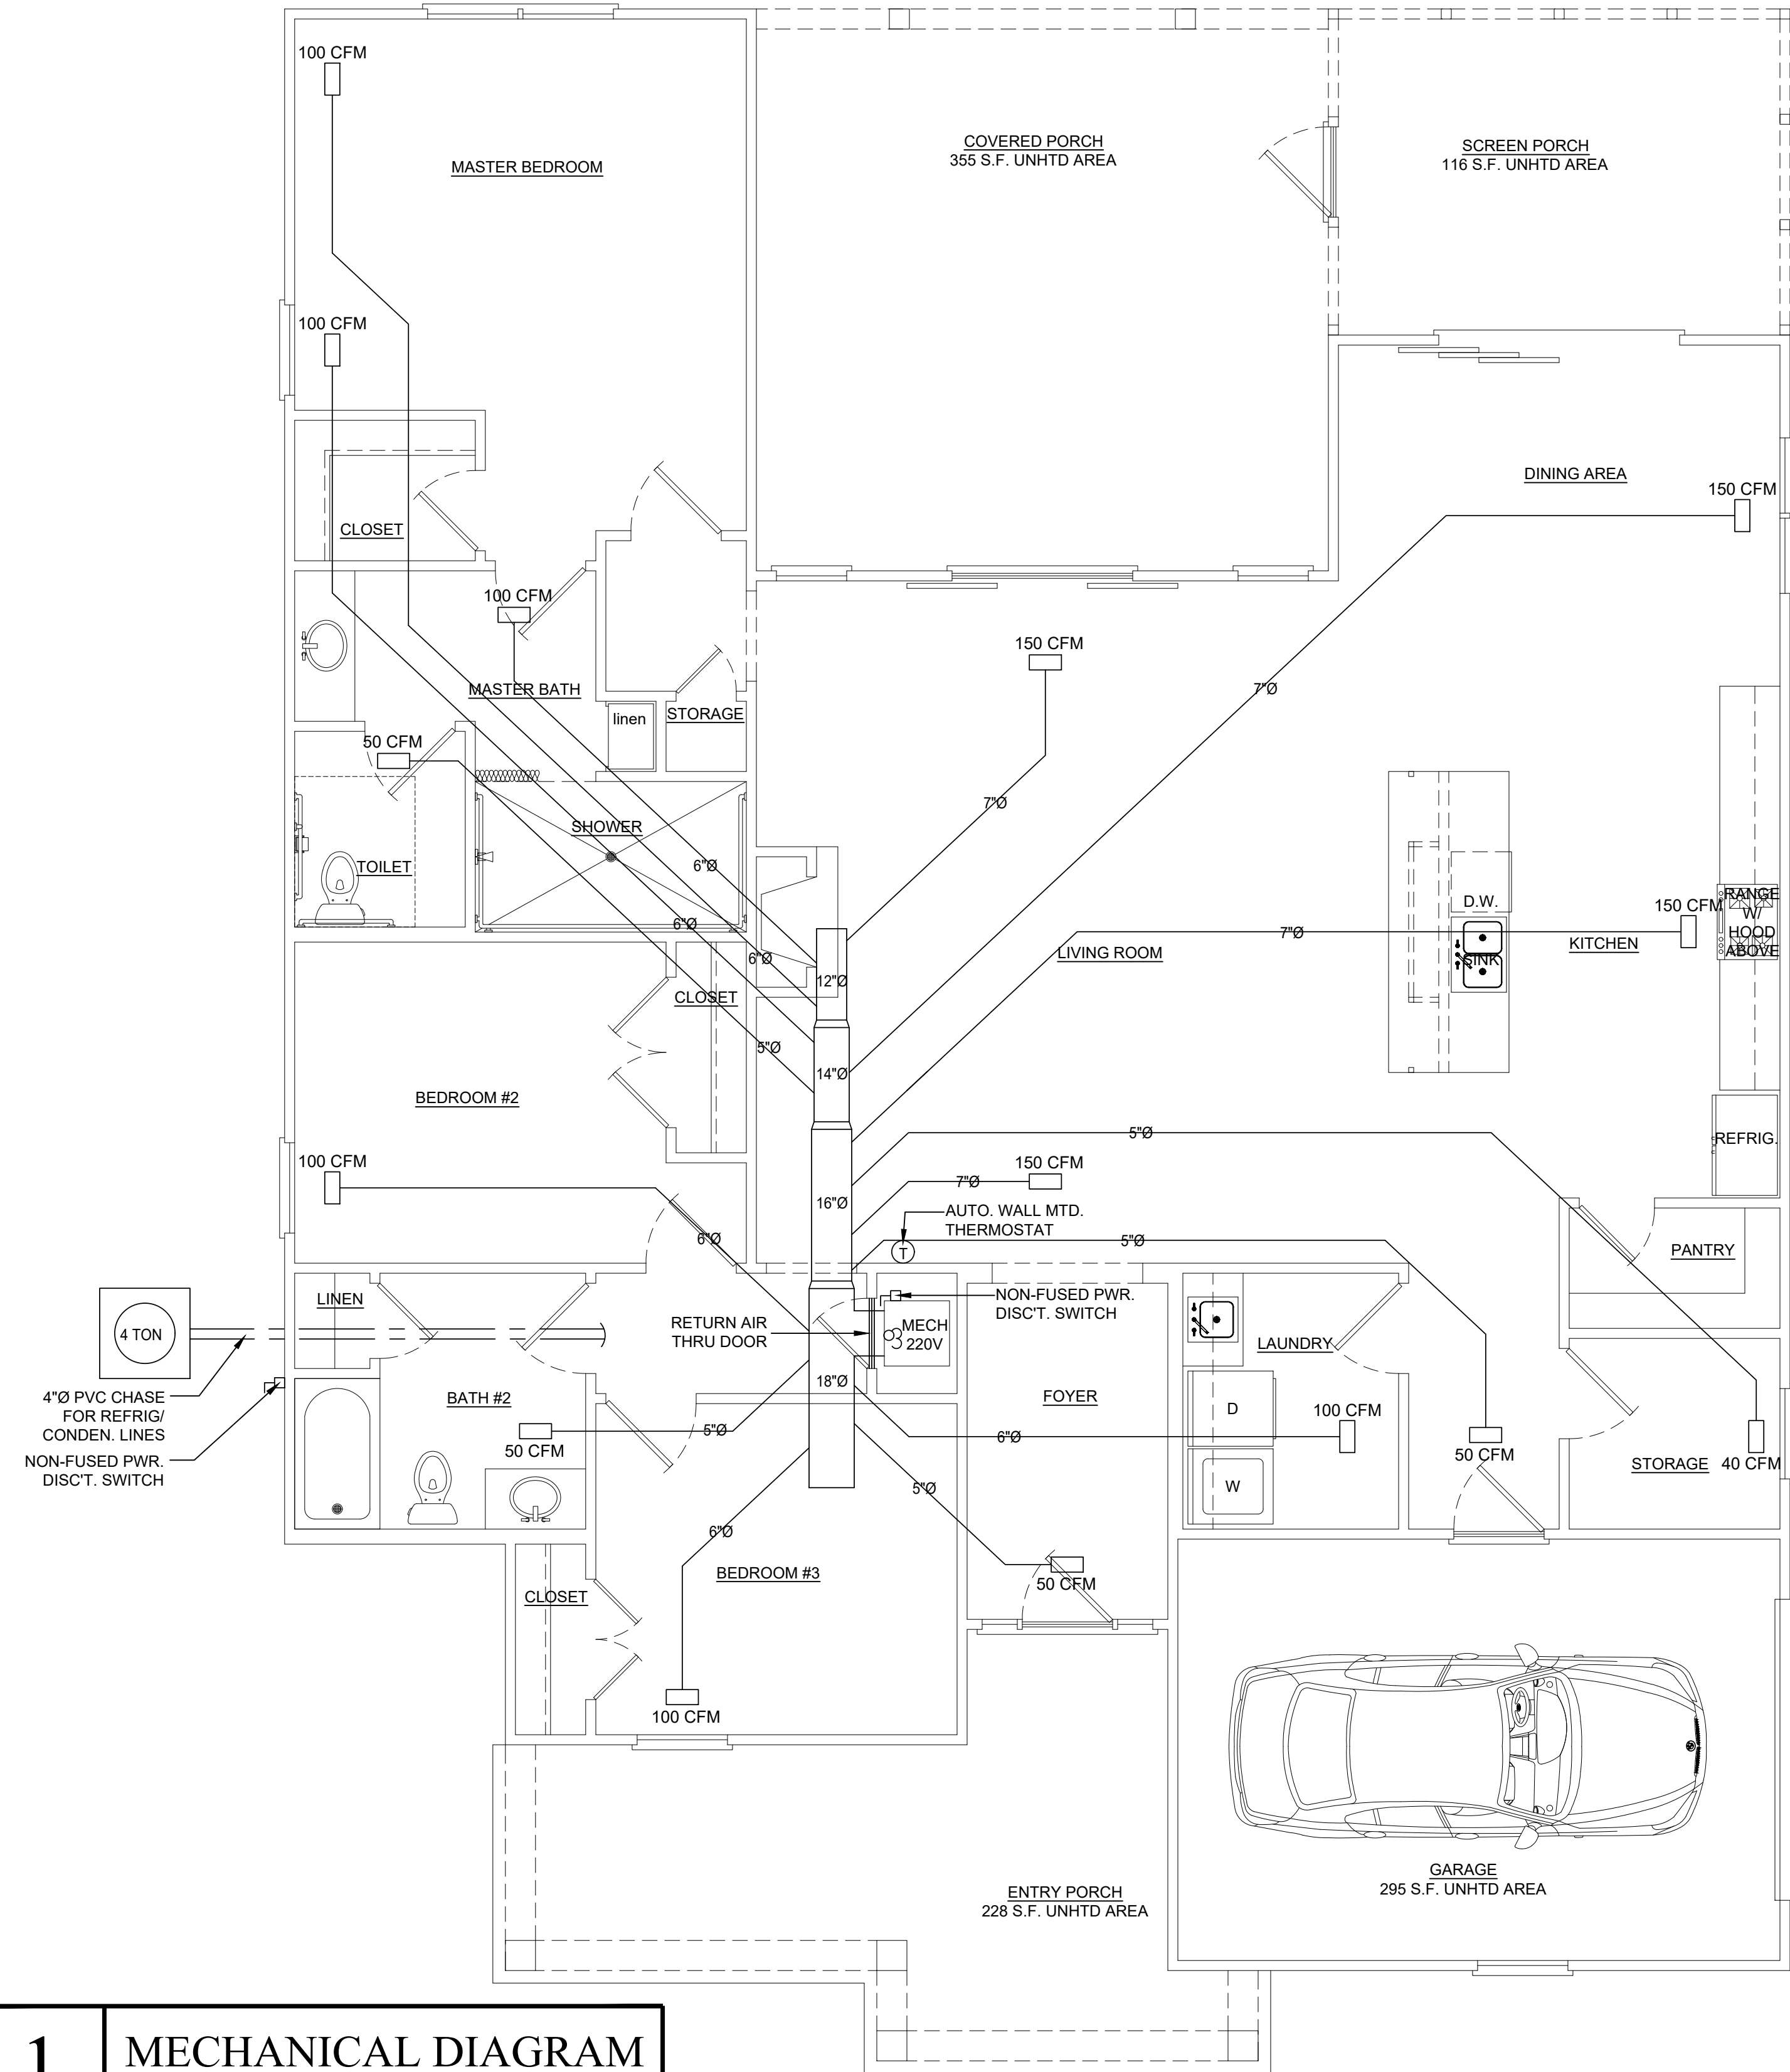 100 CFM
MASTER BEDROOM
COVERED PORCH
355 S.F. UNHTD AREA
SCREEN PORCH
116 S.F. UNHTD AREA
100 CFM
DINING AREA
150 CFM
CLOSET
100 CFM
150 CFM
MASTER BATH
7"Ø
linen
STORAGE
50 CFM
7"Ø
SHOWER
TOILET
6"Ø
D.W.
RANGE
W/
HOOD
ABOVE
150 CFM
6"Ø
7"Ø
KITCHEN
LIVING ROOM
6"Ø
SINK
12"Ø
CLOSET
5"Ø
14"Ø
BEDROOM #2
5"Ø
REFRIG.
100 CFM
150 CFM
7"Ø
16"Ø
AUTO. WALL MTD.
THERMOSTAT
T
6"Ø
5"Ø
PANTRY
LINEN
NON-FUSED PWR.
DISC'T. SWITCH
4 TON
RETURN AIR
THRU DOOR
MECH
220V
LAUNDRY
18"Ø
4"Ø PVC CHASE
FOR REFRIG/
CONDEN. LINES
BATH #2
FOYER
D
100 CFM
5"Ø
6"Ø
50 CFM
50 CFM
STORAGE
40 CFM
NON-FUSED PWR.
DISC'T. SWITCH
W
5"Ø
6"Ø
BEDROOM #3
50 CFM
CLOSET
100 CFM
GARAGE
295 S.F. UNHTD AREA
ENTRY PORCH
228 S.F. UNHTD AREA
1
MECHANICAL DIAGRAM